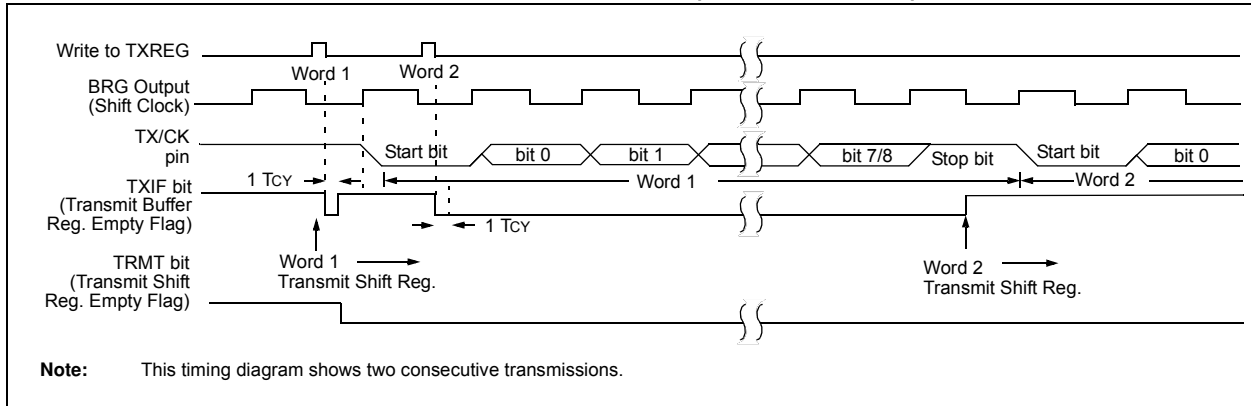 Write to TXREG
Word 1 Word 2
BRG Output
(Shift Clock)
TX/CK
pin
Start bit bit 0 bit 1 bit 7/8 Stop bit Start bit bit 0
1 TCY Word 1 Word 2
TXIF bit
(Transmit Buffer
Reg. Empty Flag)
1 TCY
Word 1
Transmit Shift Reg.
Word 2
Transmit Shift Reg.
TRMT bit
(Transmit Shift
Reg. Empty Flag)
Note: This timing diagram shows two consecutive transmissions.